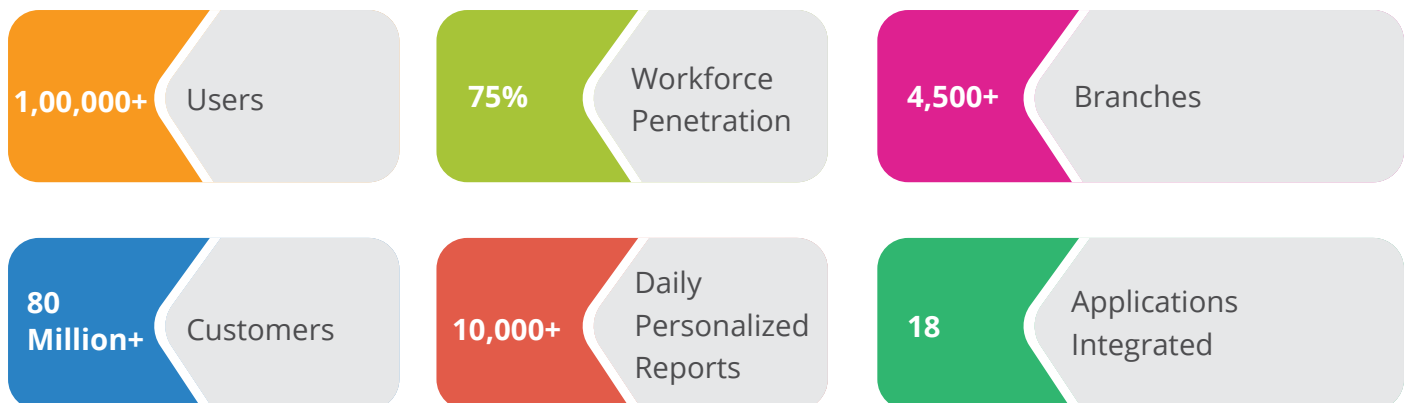 1,00,000+
Users
75%
Workforce
Penetration
4,500+
Branches
80
Million+
Customers
10,000+
Daily
Personalized
Reports
18
Applications
Integrated